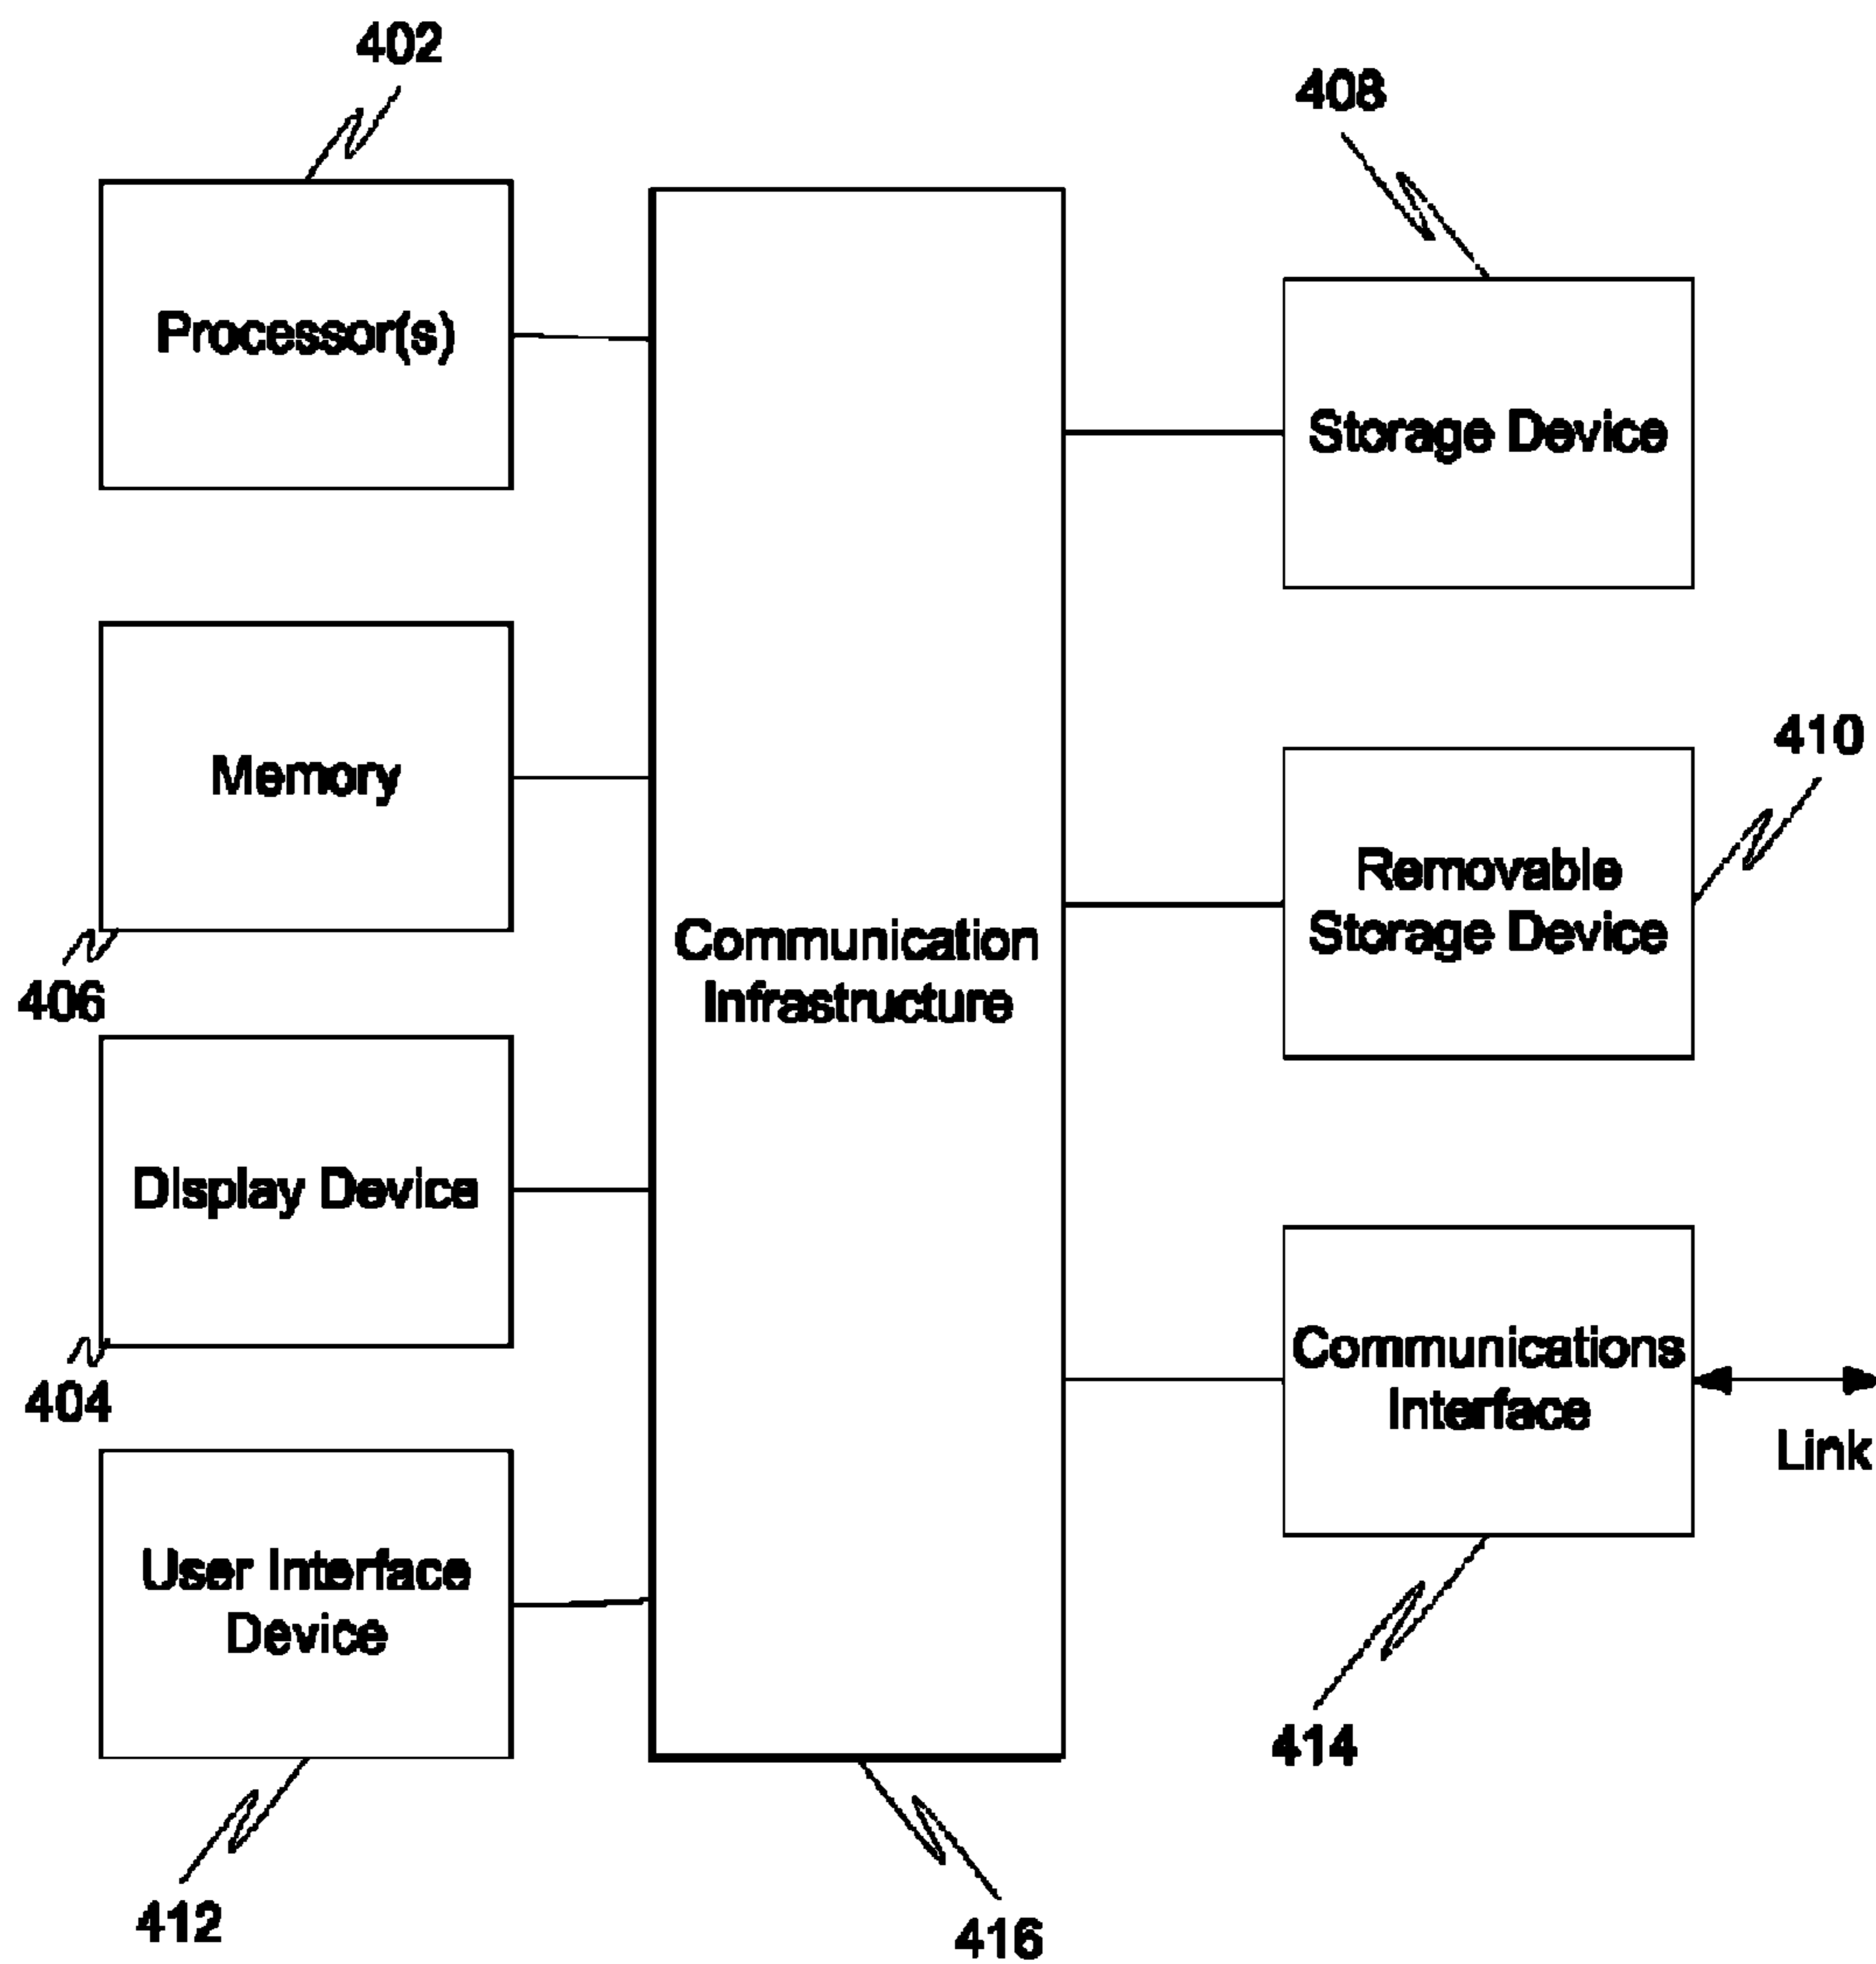 402
408
Processor(s)
Storage Device
410
Memory
Removable
Storage Device
406
Communication
Infrastructure
Display Device
404
Communications
Interface
Link
User Interface
Device
414
412
416